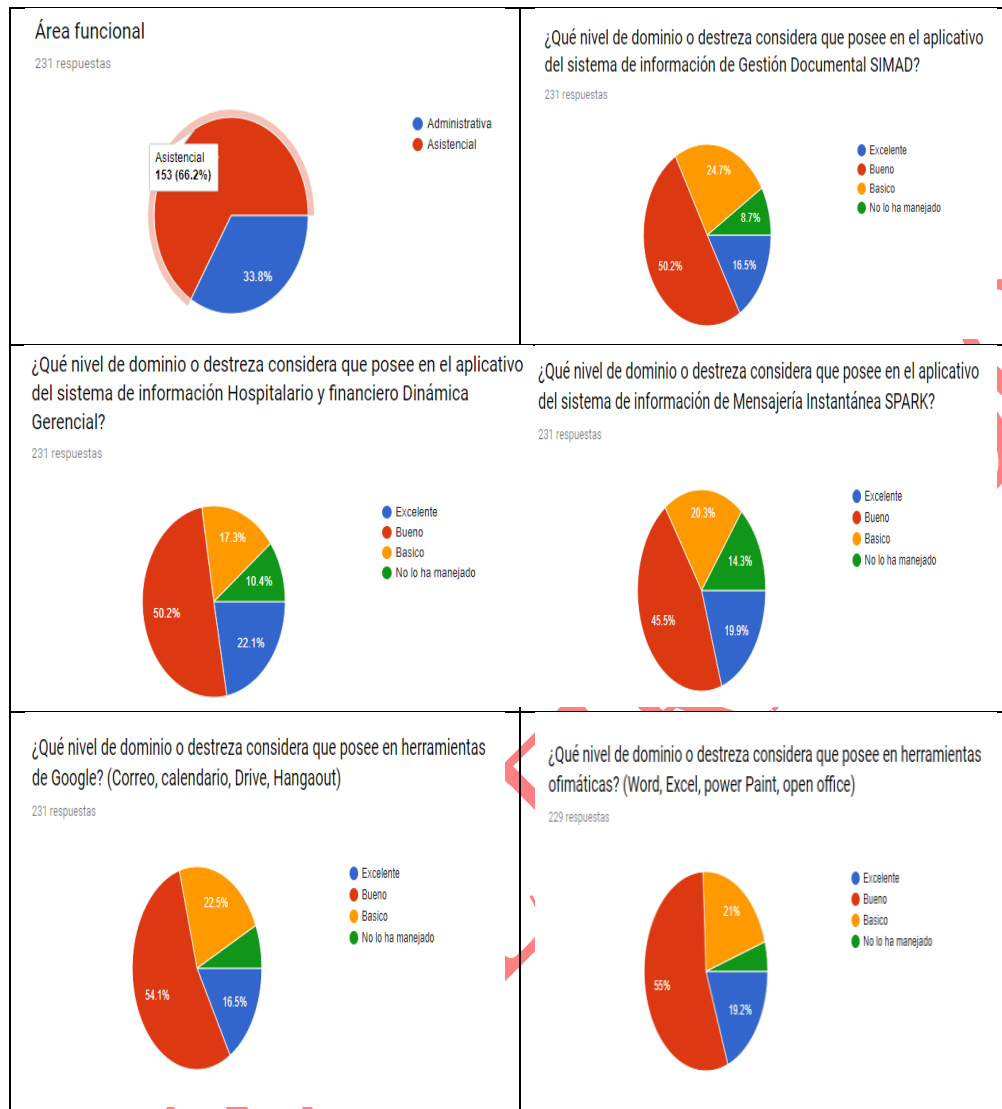 Área funcional
231 respuestas
Administrativa
Asistencial
Asistencial
153 (66.2%)
33.8%
¿Qué nivel de dominio o destreza considera que posee en el aplicativo
del sistema de información de Gestión Documental SIMAD?
231 respuestas
Excelente
Bueno
Basico
No lo ha manejado
24.7%
8.7%
50.2%
16.5%
¿Qué nivel de dominio o destreza considera que posee en el aplicativo
del sistema de información Hospitalario y financiero Dinámica
Gerencial?
231 respuestas
Excelente
Bueno
Basico
No lo ha manejado
17.3%
10.4%
50.2%
22.1%
¿Qué nivel de dominio o destreza considera que posee en el aplicativo
del sistema de información de Mensajería Instantánea SPARK?
231 respuestas
Excelente
Bueno
Basico
No lo ha manejado
20.3%
14.3%
45.5%
19.9%
¿Qué nivel de dominio o destreza considera que posee en herramientas
de Google? (Correo, calendario, Drive, Hangaout)
231 respuestas
Excelente
Bueno
Basico
No lo ha manejado
22.5%
54.1%
16.5%
¿Qué nivel de dominio o destreza considera que posee en herramientas
ofimáticas? (Word, Excel, power Paint, open office)
229 respuestas
Excelente
Bueno
Basico
No lo ha manejado
21%
55%
19.2%